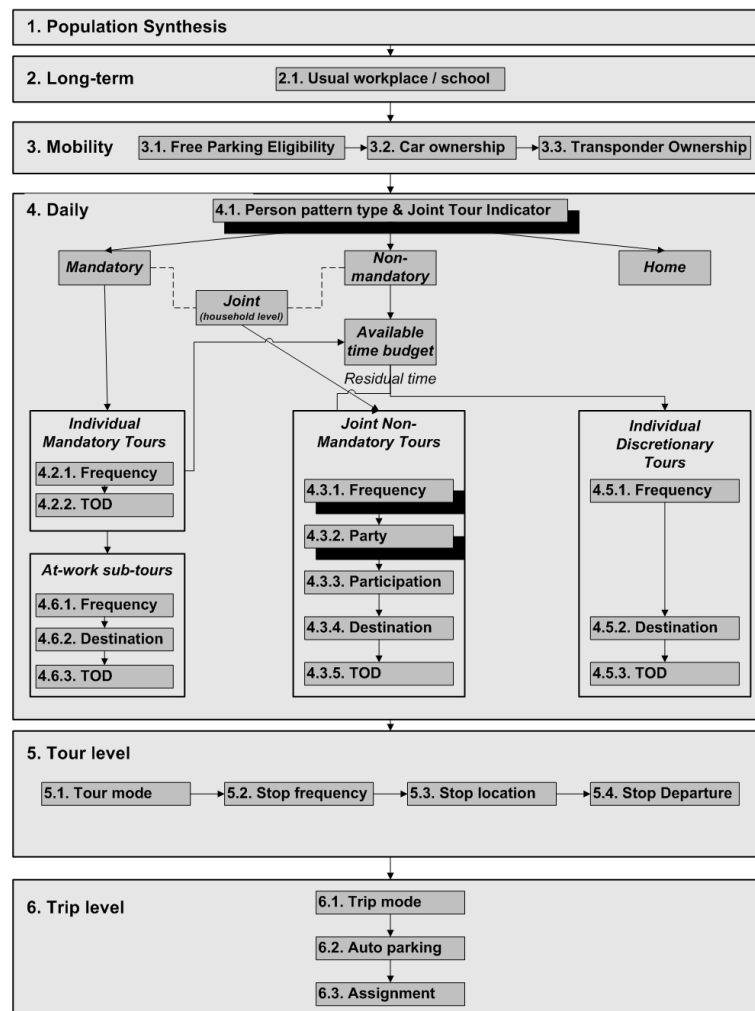 1. Population Synthesis
2. Long-term
2.1. Usual workplace / school
3. Mobility
3.1. Free Parking Eligibility
3.2. Car ownership
3.3. Transponder Ownership
4. Daily
4.1. Person pattern type & Joint Tour Indicator
Mandatory
Non-
mandatory
Home
Joint
(household level)
Available
time budget
Residual time
Individual
Mandatory Tours
4.2.1. Frequency
4.2.2. TOD
At-work sub-tours
4.6.1. Frequency
4.6.2. Destination
4.6.3. TOD
Joint Non-
Mandatory Tours
4.3.1. Frequency
4.3.2. Party
4.3.3. Participation
4.3.4. Destination
4.3.5. TOD
Individual
Discretionary
Tours
4.5.1. Frequency
4.5.2. Destination
4.5.3. TOD
5. Tour level
5.1. Tour mode
5.2. Stop frequency
5.3. Stop location
5.4. Stop Departure
6. Trip level
6.1. Trip mode
6.2. Auto parking
6.3. Assignment